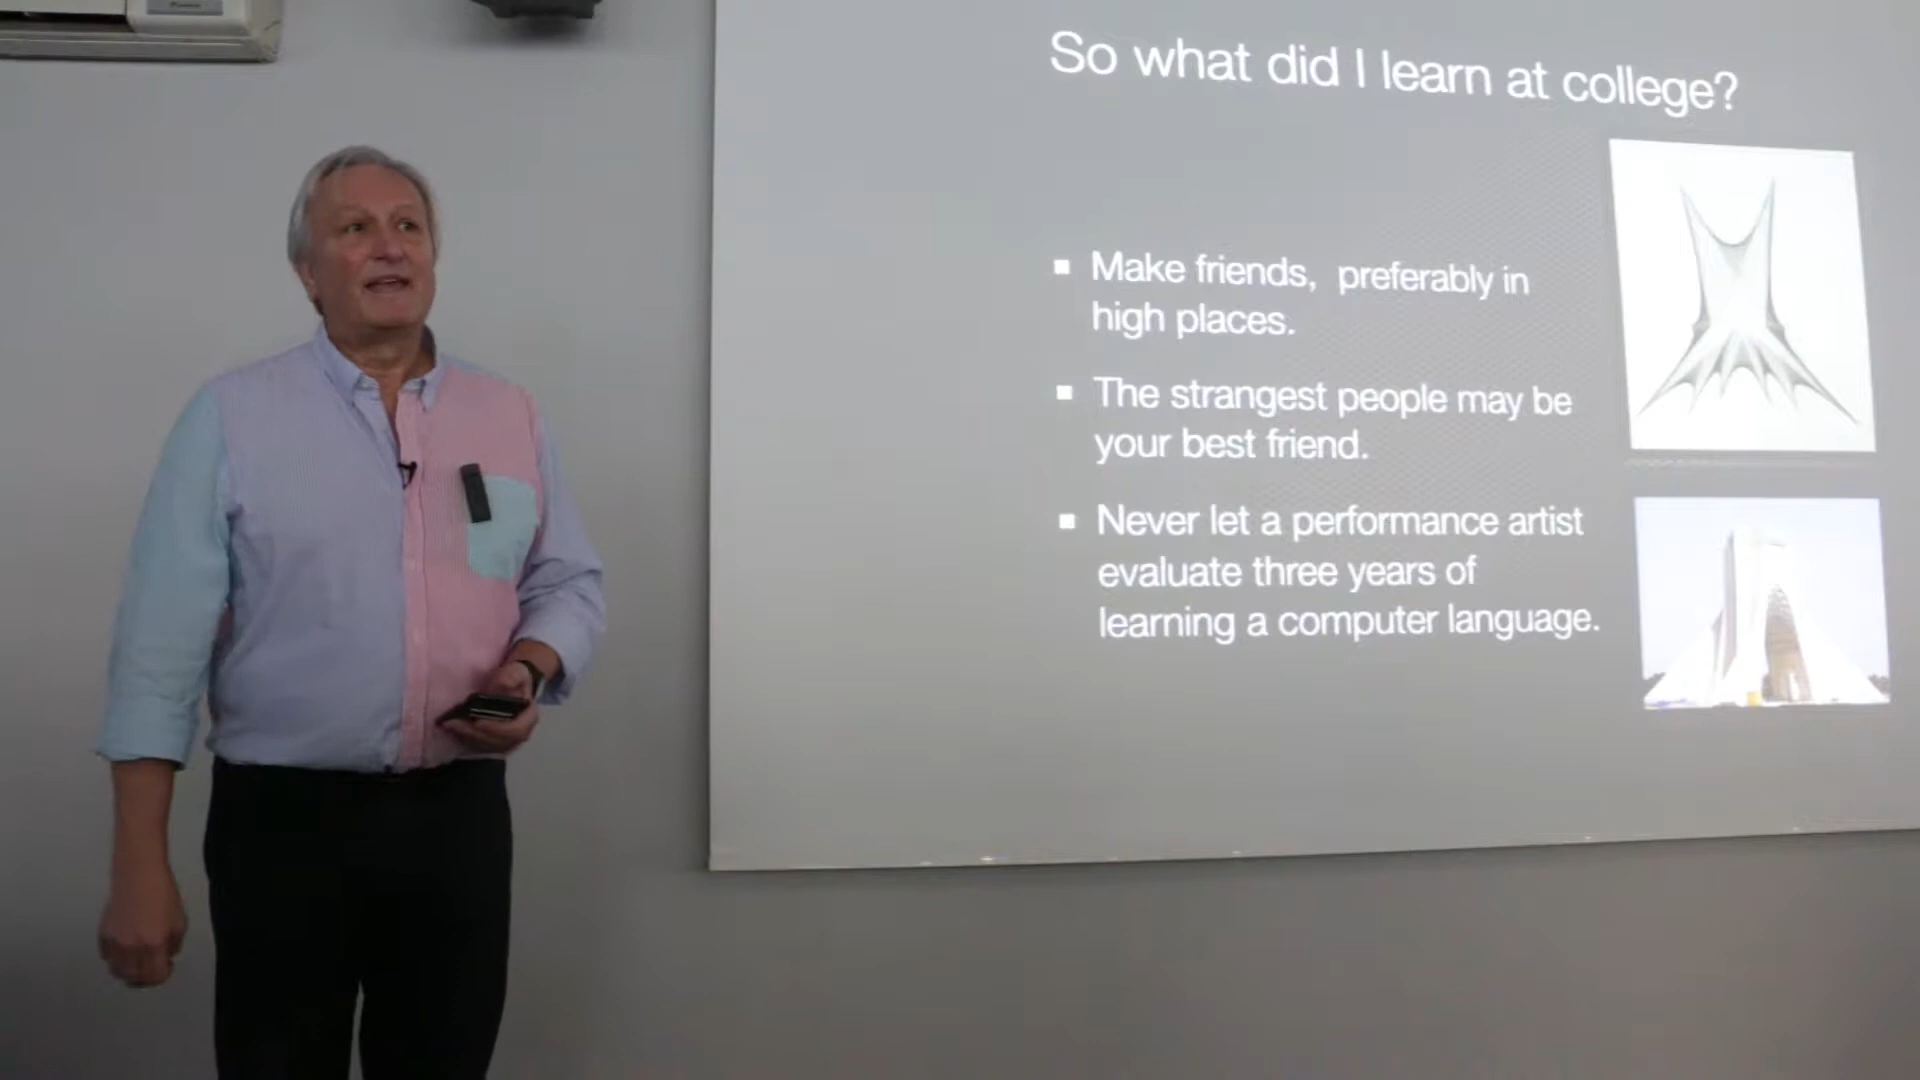 So what did I learn at college?
▪ Make friends,  preferably in
high places.
▪ The strangest people may be
your best friend.
▪ Never let a performance artist
evaluate three years of
learning a computer language.